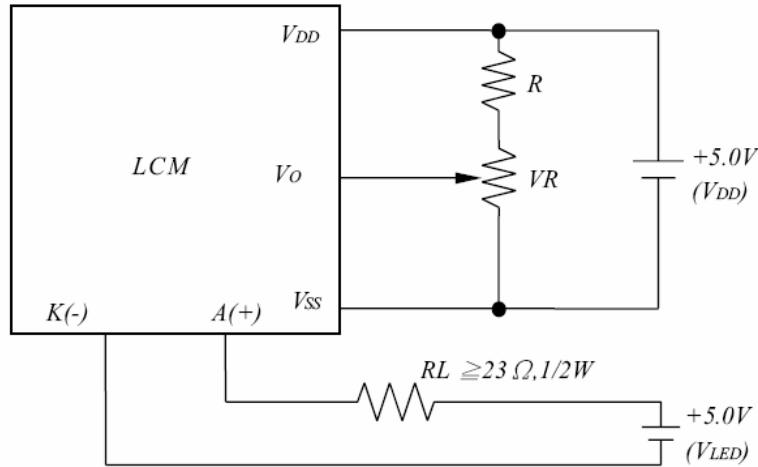 VDD
R
LCM
VO
VR
+5.0V
(VDD)
VSS
K(-)
A(+)
RL ≧23 Ω,1/2W
+5.0V
(VLED)